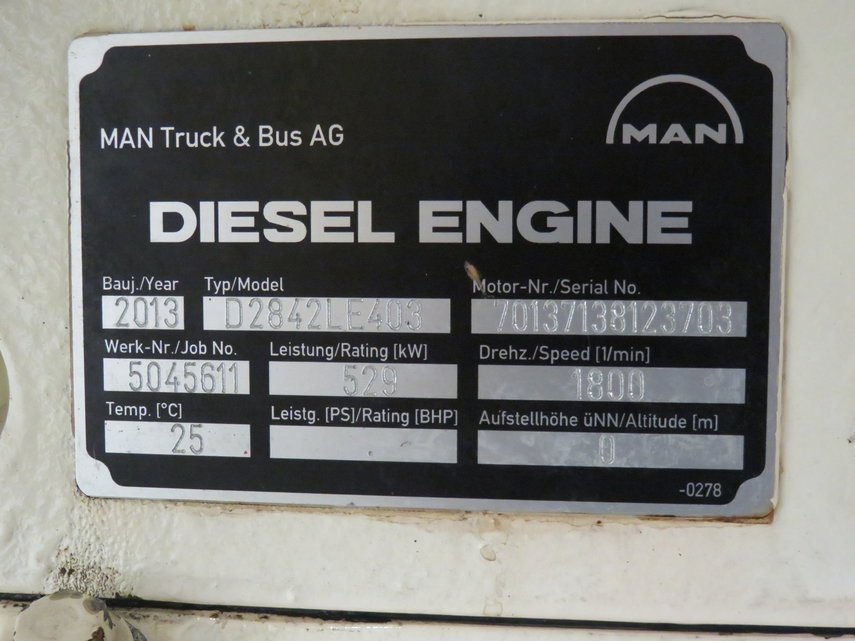 MAN
MAN Truck & Bus AG
DIESEL ENGINE
Bauj./Year Typ/Model Motor-Nr./Serial No.
2013 D2842LE403 70137138123703
Werk-Nr./Job No. Leistung/Rating [kW] Drehz./Speed [1/min]
5045611 529 1800
Temp. [°C] Leistg. [PS]/Rating [BHP] Aufstellhöhe üNN/Altitude [m]
25 0
-0278